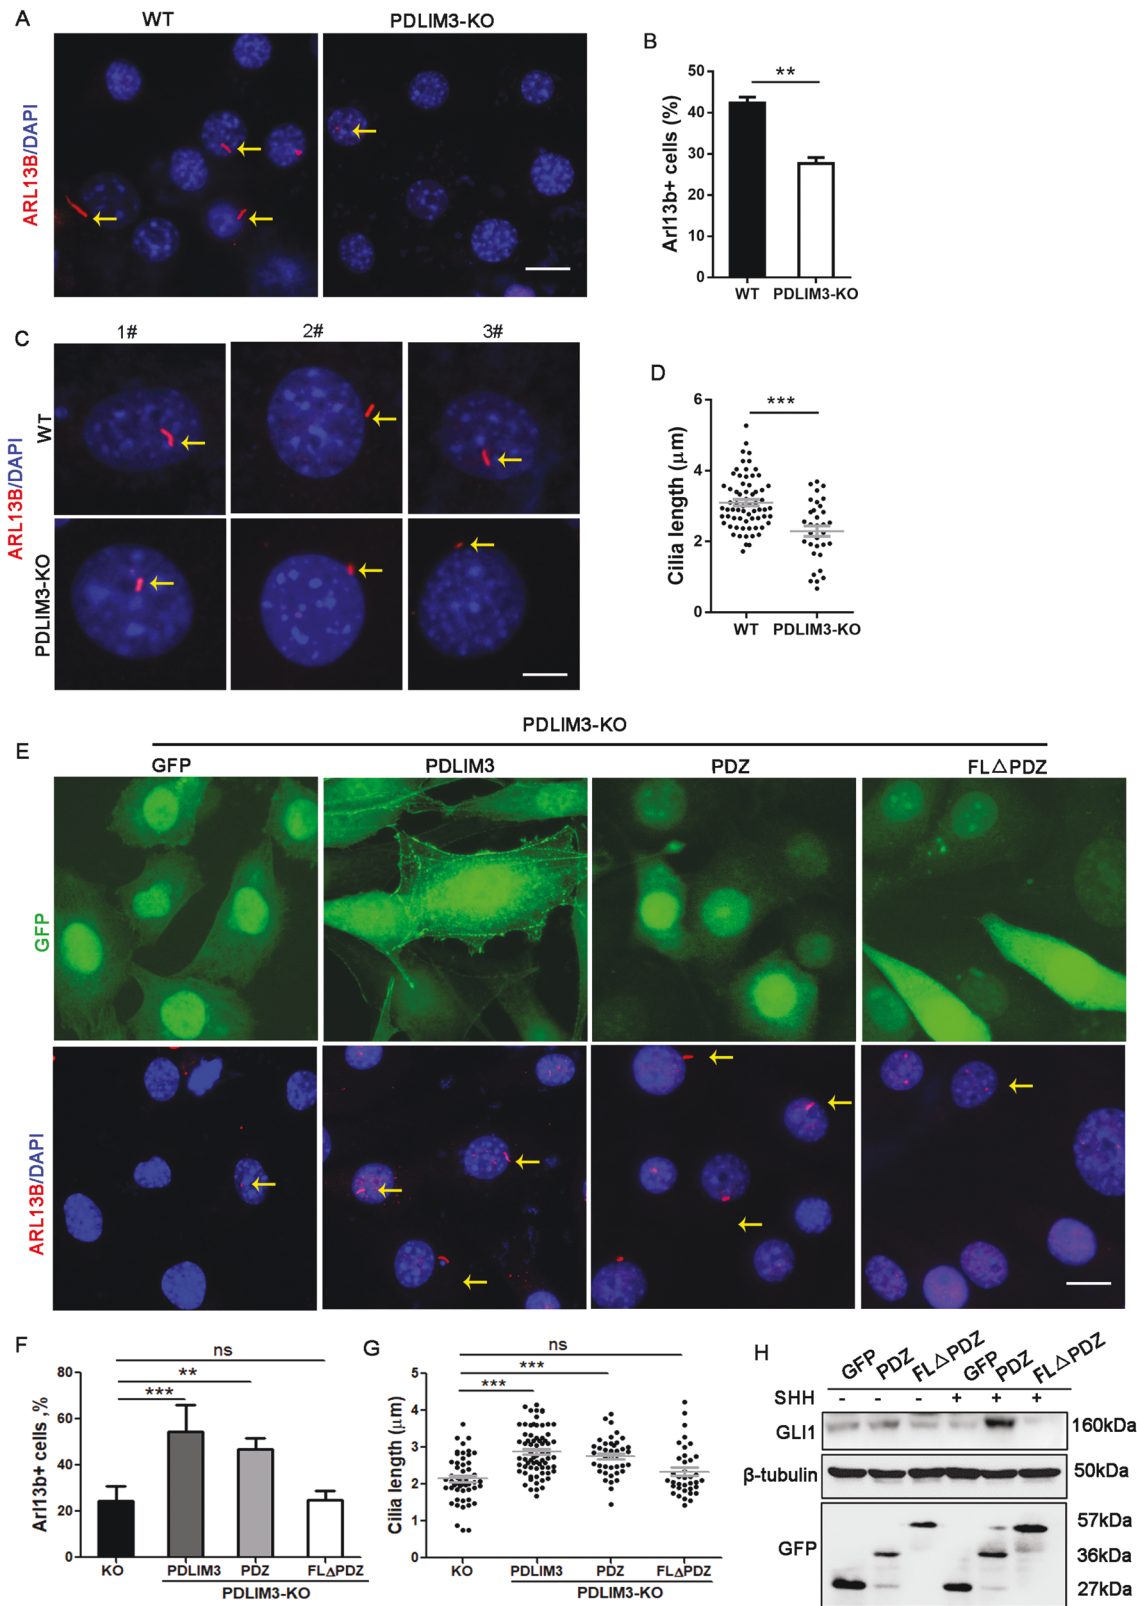 A
WT
PDLIM3-KO
ARL13B/DAPI
B
**
Arl13b+ cells (%)
50
40
30
20
10
0
WT
PDLIM3-KO
C
1#
2#
3#
WT
PDLIM3-KO
ARL13B/DAPI
D
***
Cilia length (μm)
6
4
2
0
WT
PDLIM3-KO
PDLIM3-KO
E
GFP
PDLIM3
PDZ
FL△PDZ
GFP
ARL13B/DAPI
F
ns
**
***
Arl13b+ cells ,%
80
60
40
20
0
KO
PDLIM3
PDZ
FL△PDZ
PDLIM3-KO
G
ns
***
***
Cilia length (μm)
5
4
3
2
1
0
KO
PDLIM3
PDZ
FL△PDZ
PDLIM3-KO
H
GFP
PDZ
FL△PDZ
GFP
PDZ
FL△PDZ
SHH - - - + + +
GLI1
160kDa
β-tubulin
50kDa
GFP
57kDa
36kDa
27kDa